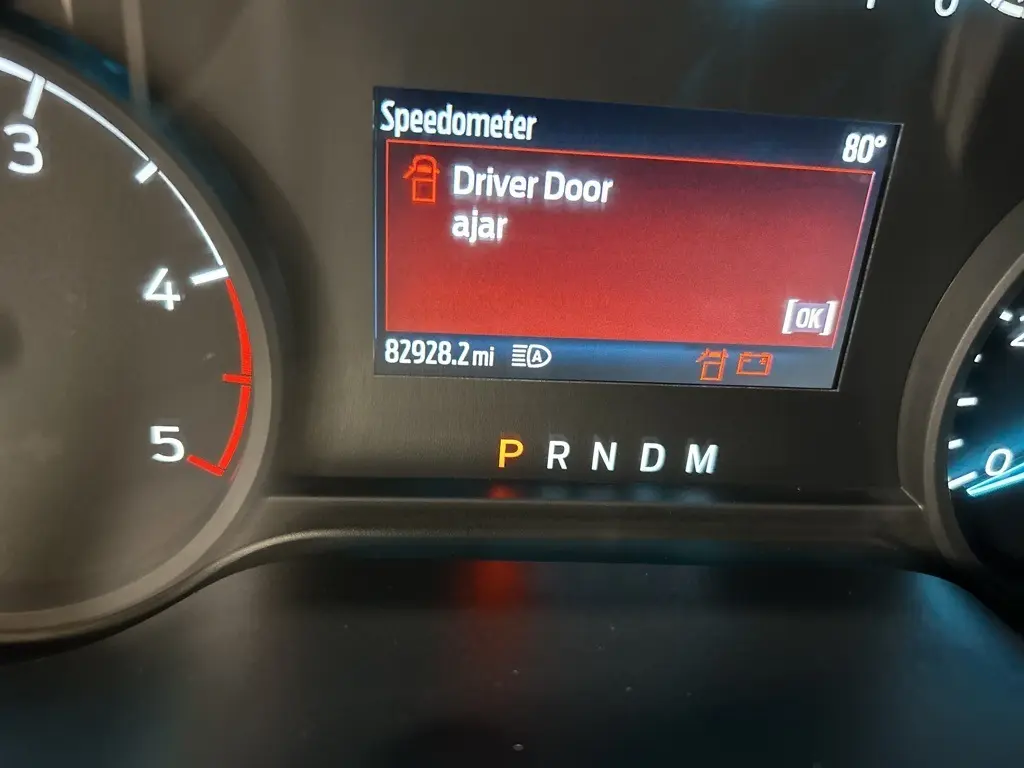 Speedometer
80°
Driver Door
ajar
[OK]
82928.2 mi A
3
4
5
P R N D M
0